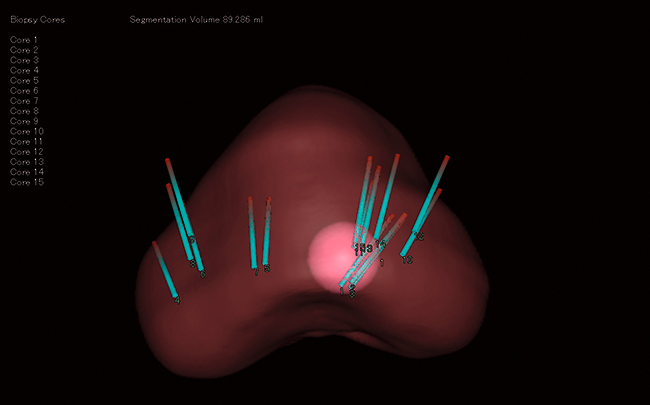 Biopsy Cores
Segmentation Volume 89.286 ml
Core 1
Core 2
Core 3
Core 4
Core 5
Core 6
Core 7
Core 8
Core 9
Core 10
Core 11
Core 12
Core 13
Core 14
Core 15